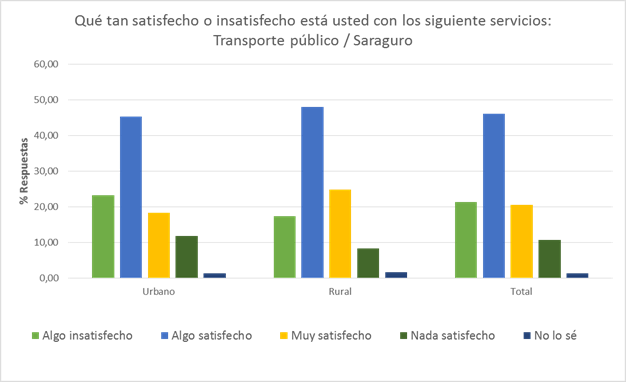 Qué tan satisfecho o insatisfecho está usted con los siguiente servicios:
Transporte público / Saraguro
60,00
50,00
40,00
30,00
20,00
10,00
0,00
% Respuestas
Urbano Rural Total
Algo insatisfecho Algo satisfecho Muy satisfecho Nada satisfecho No lo sé